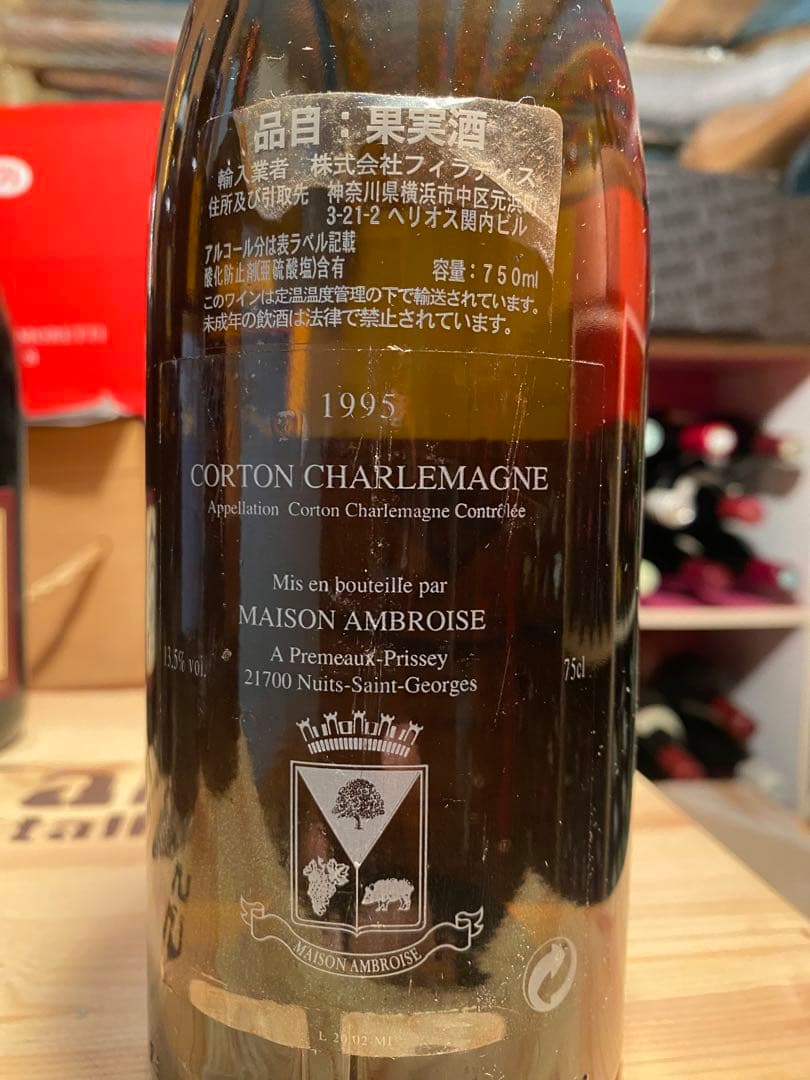 品目：果実酒
輸入業者 株式会社フィラディス
住所及び引取先 神奈川県横浜市中区元浜町
3-21-2 ヘリオス関内ビル
アルコール分は表ラベル記載
酸化防止剤(亜硫酸塩)含有 容量：750ml
このワインは定温温度管理の下で輸送されています。
未成年の飲酒は法律で禁止されています。
1995
CORTON CHARLEMAGNE
Appellation Corton Charlemagne Contrôlée
Mis en bouteille par
MAISON AMBROISE
A Premeaux-Prissey
13.5% vol. 75cl
21700 Nuits-Saint-Georges
MAISON AMBROISE